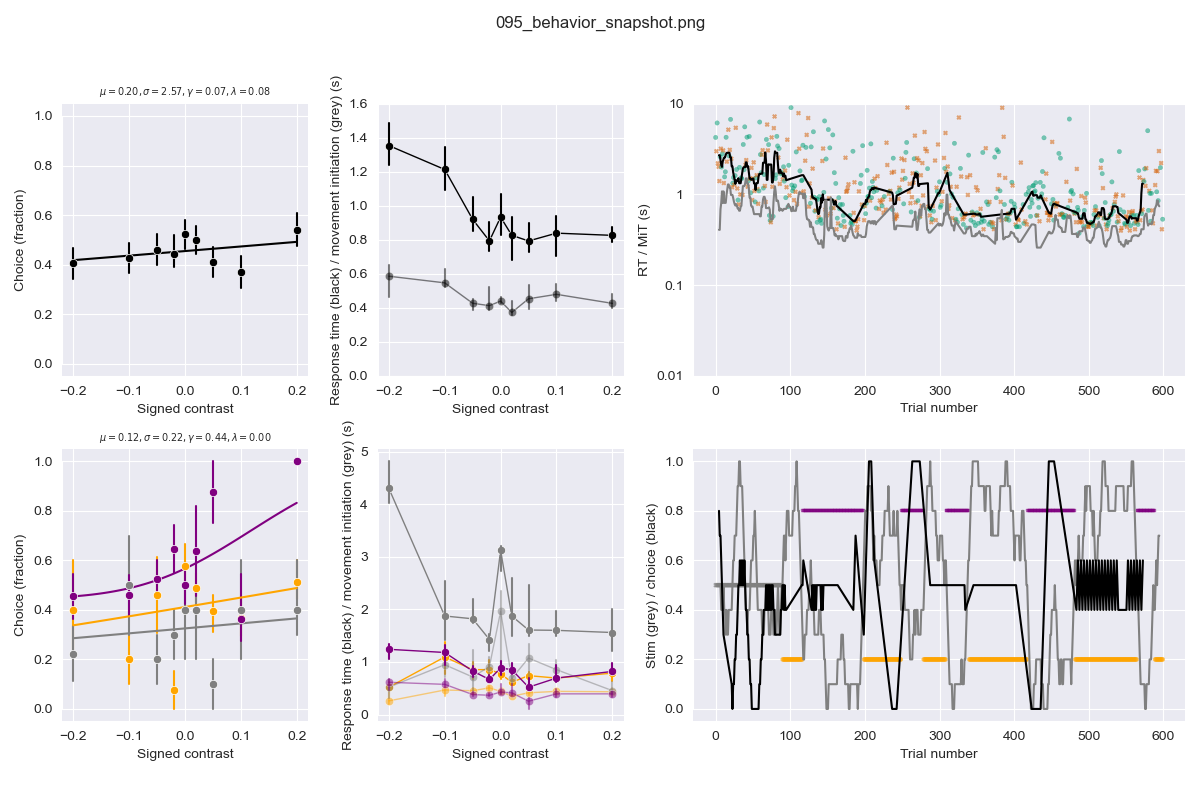 095_behavior_snapshot.png
μ = 0.20, σ = 2.57, γ = 0.07, λ = 0.08
Choice (fraction)
1.0
0.8
0.6
0.4
0.2
0.0
−0.2 −0.1 0.0 0.1 0.2
Signed contrast
Response time (black) / movement initiation (grey) (s)
1.6
1.4
1.2
1.0
0.8
0.6
0.4
0.2
0.0
−0.2 −0.1 0.0 0.1 0.2
Signed contrast
RT / MiT (s)
10
1
0.1
0.01
0 100 200 300 400 500 600
Trial number
μ = 0.12, σ = 0.22, γ = 0.44, λ = 0.00
Choice (fraction)
1.0
0.8
0.6
0.4
0.2
0.0
−0.2 −0.1 0.0 0.1 0.2
Signed contrast
Response time (black) / movement initiation (grey) (s)
5
4
3
2
1
0
−0.2 −0.1 0.0 0.1 0.2
Signed contrast
Stim (grey) / choice (black)
1.0
0.8
0.6
0.4
0.2
0.0
0 100 200 300 400 500 600
Trial number